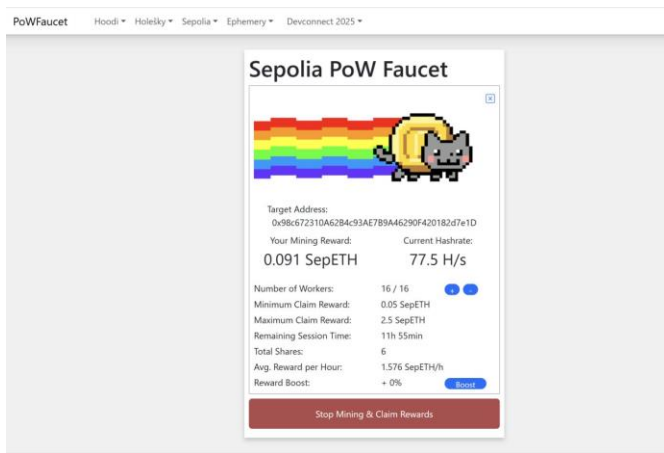 PoWFaucet Hoodi Holešky Sepolia Ephemery Devconnect 2025
Sepolia PoW Faucet
Target Address:
0x98c672310A62B4c93AE7B9A46290F420182d7e1D
Your Mining Reward: Current Hashrate:
0.091 SepETH 77.5 H/s
Number of Workers: 16 / 16 + -
Minimum Claim Reward: 0.05 SepETH
Maximum Claim Reward: 2.5 SepETH
Remaining Session Time: 11h 55min
Total Shares: 6
Avg. Reward per Hour: 1.576 SepETH/h
Reward Boost: + 0% Boost
Stop Mining & Claim Rewards